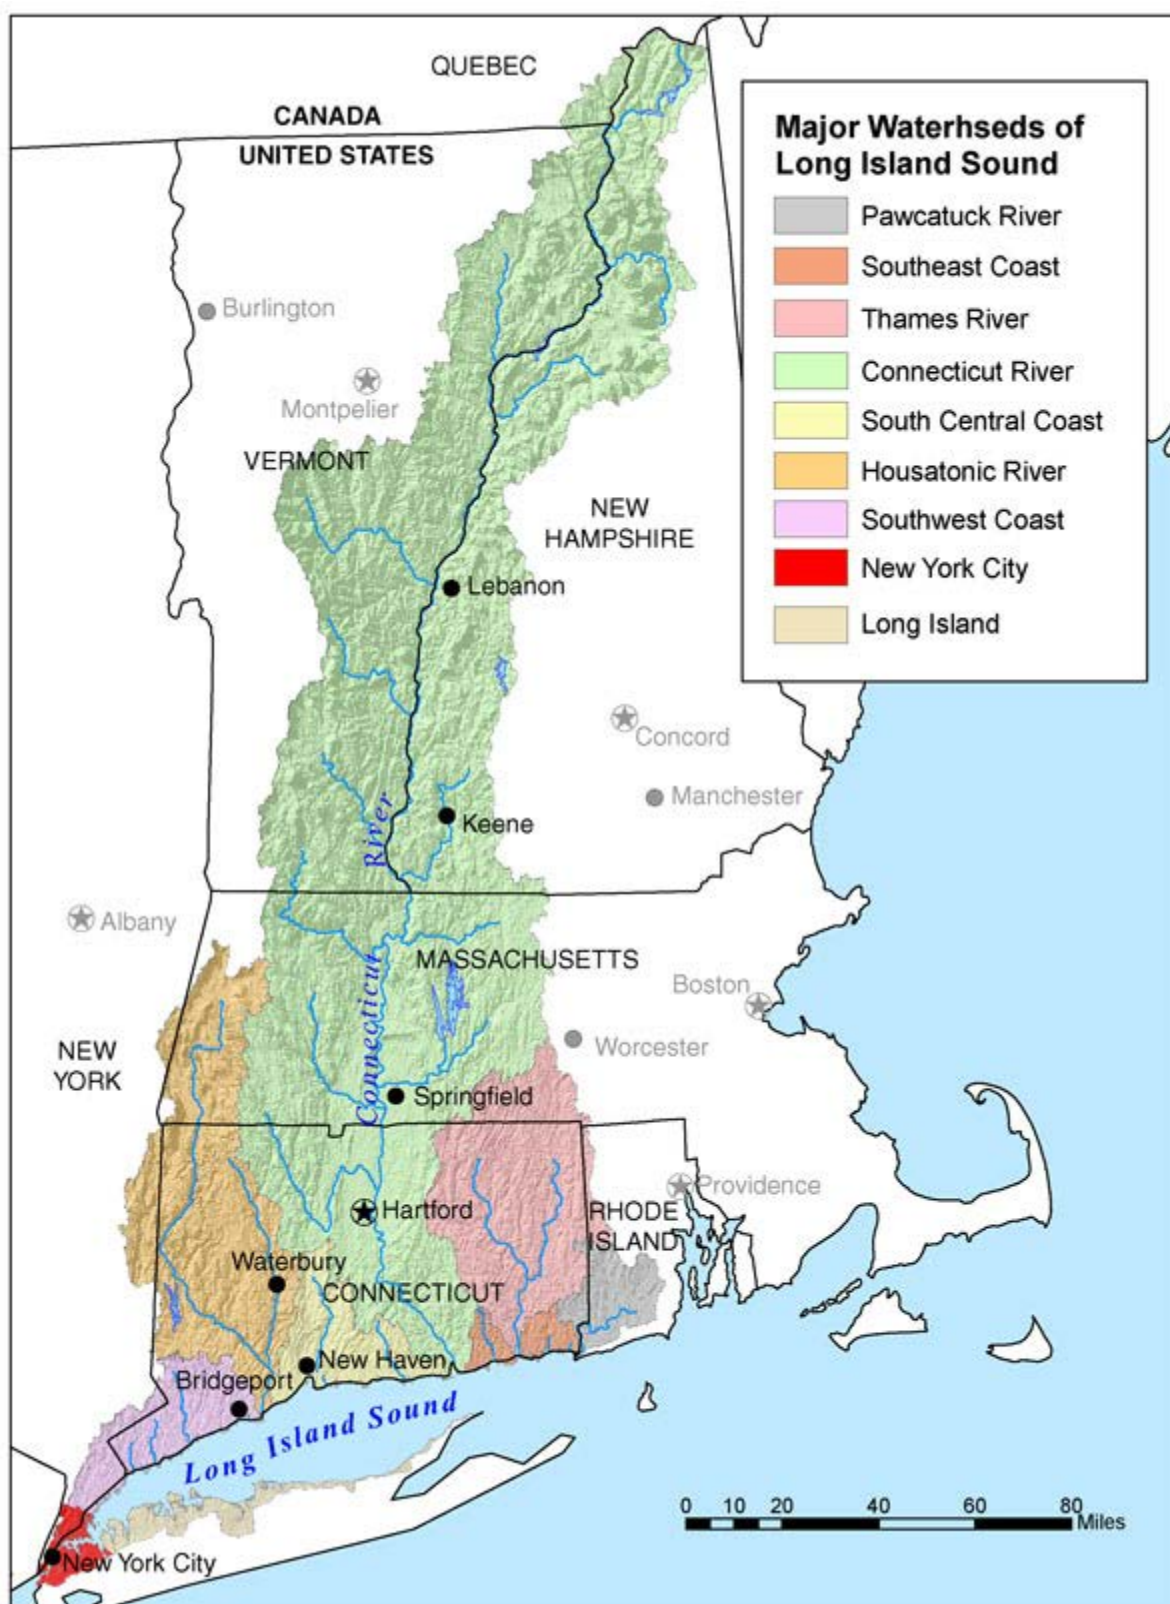 QUEBEC
CANADA
UNITED STATES
Major Waterhseds of
Long Island Sound
Pawcatuck River
Southeast Coast
Thames River
Connecticut River
South Central Coast
Housatonic River
Southwest Coast
New York City
Long Island
Burlington
Montpelier
VERMONT
NEW
HAMPSHIRE
Lebanon
Concord
Manchester
Keene
River
Albany
MASSACHUSETTS
Connecticut
Boston
Worcester
NEW
YORK
Springfield
Providence
Hartford
RHODE
ISLAND
Waterbury
CONNECTICUT
New Haven
Bridgeport
Long Island Sound
0 10 20 40 60 80
Miles
New York City